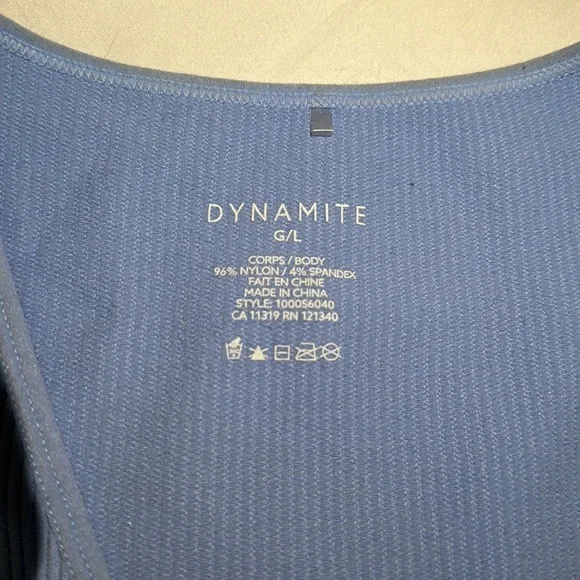 DYNAMITE
G/L
CORPS / BODY
96% NYLON / 4% SPANDEX
FAIT EN CHINE
MADE IN CHINA
STYLE: 100056040
CA 11319 RN 121340